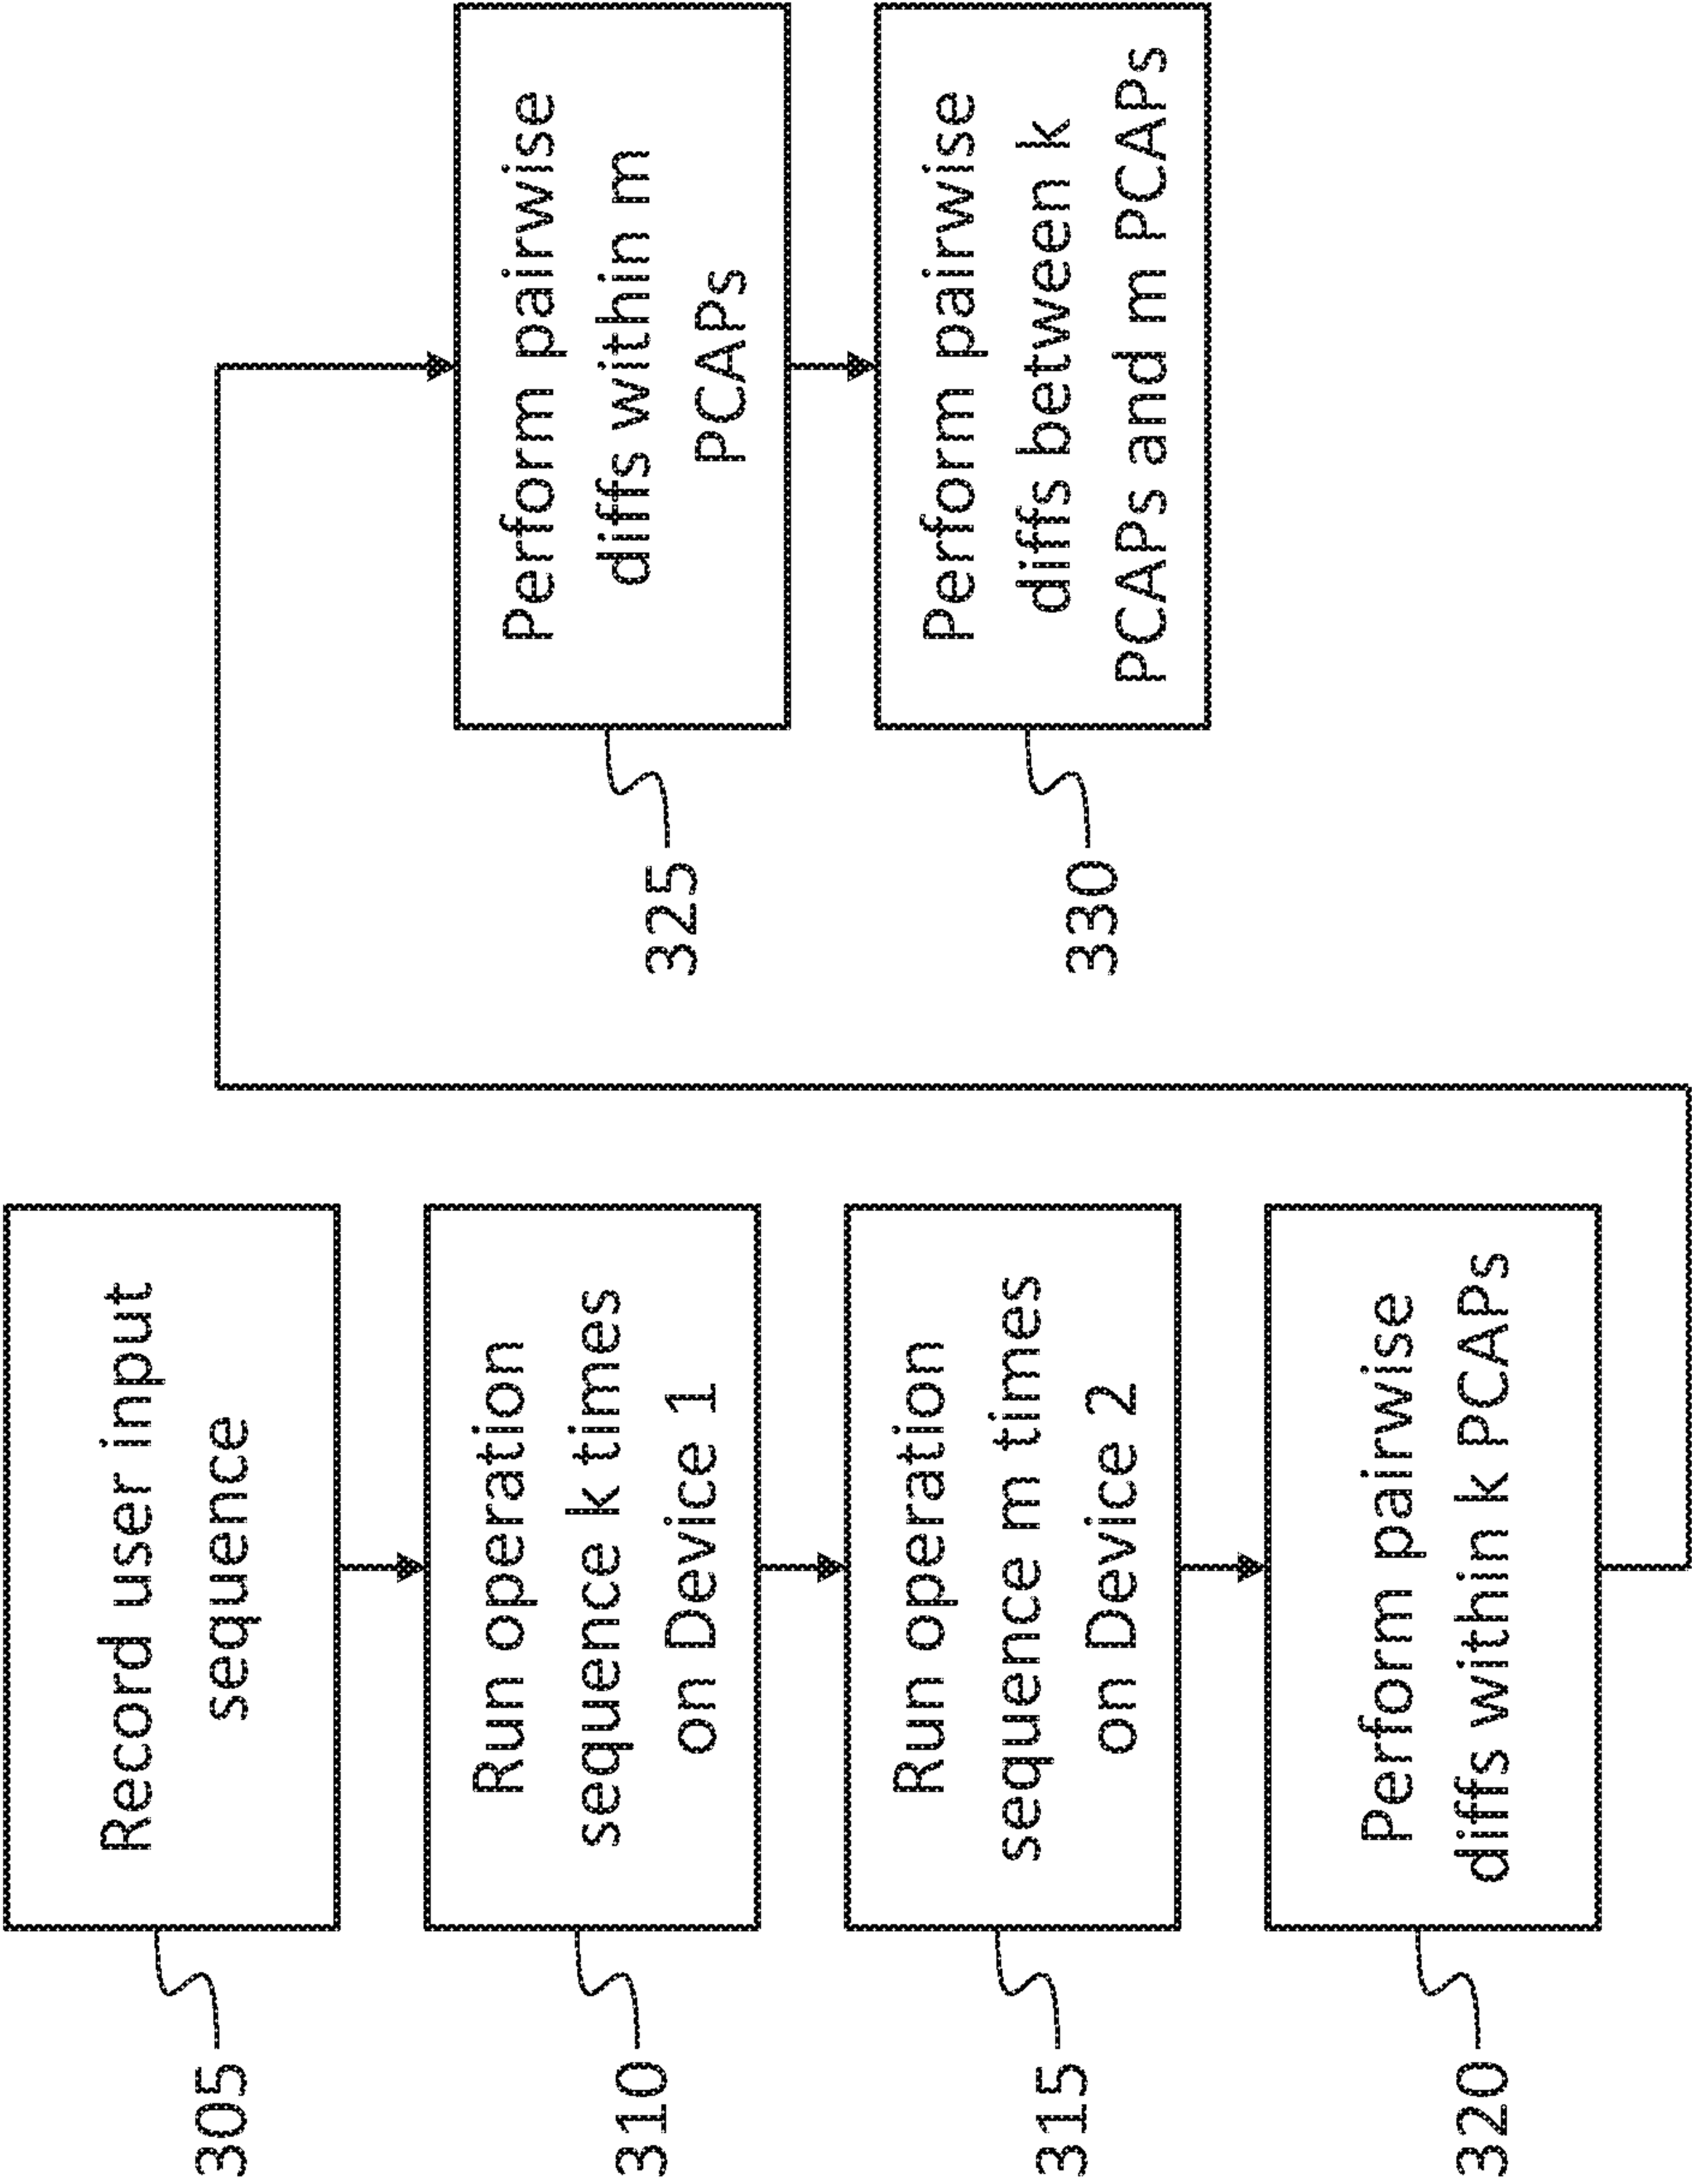 305
Record user input
sequence
310
Run operation
sequence k times
on Device 1
315
Run operation
sequence m times
on Device 2
320
Perform pairwise
diffs within k PCAPs
325
Perform pairwise
diffs within m
PCAPs
330
Perform pairwise
diffs between k
PCAPs and m PCAPs